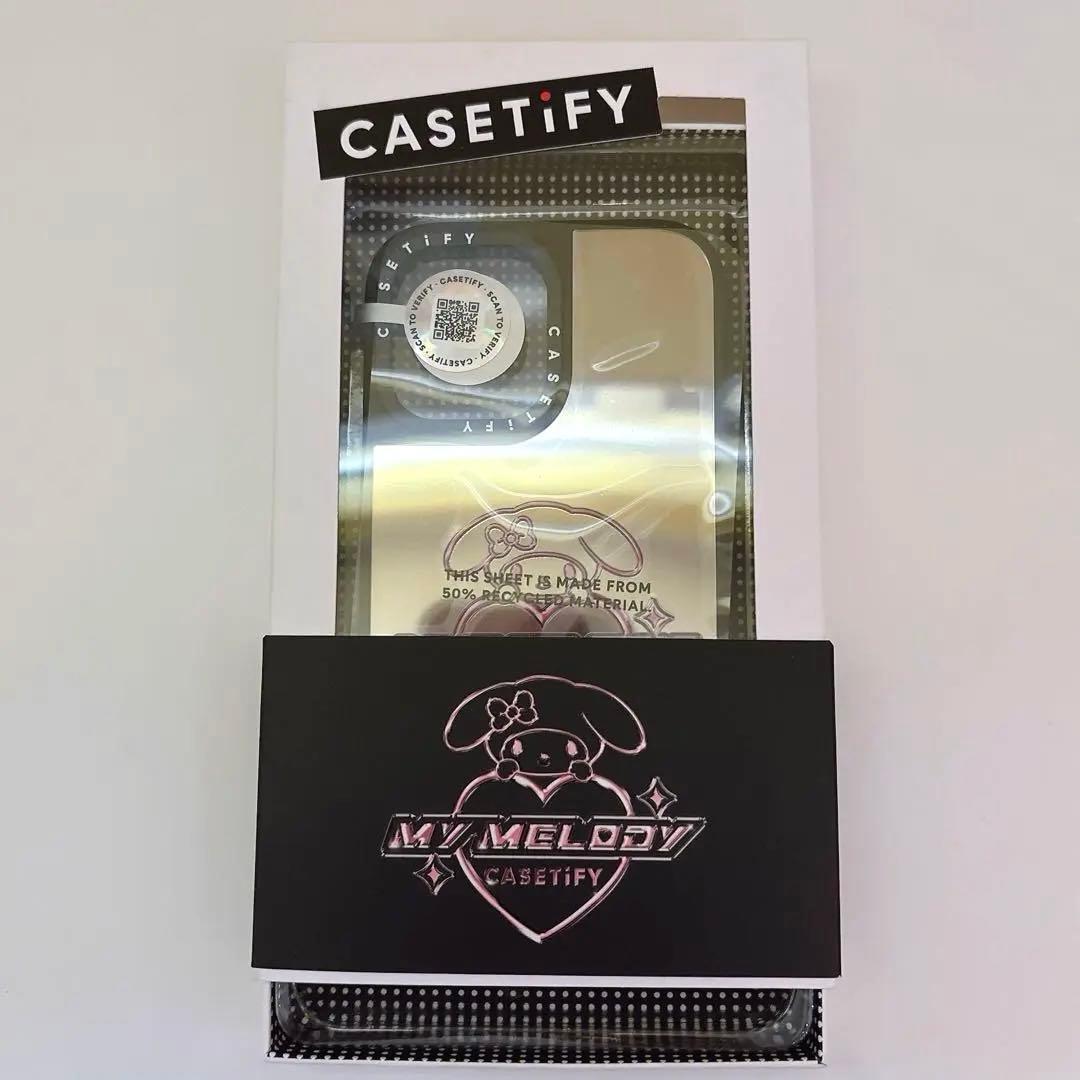 CASETiFY
CASETiFY
CASETiFY
SCAN TO VERIFY · CASETiFY · SCAN TO VERIFY · CASETiFY ·
THIS SHEET IS MADE FROM
50% RECYCLED MATERIAL
MY MELODY
CASETiFY